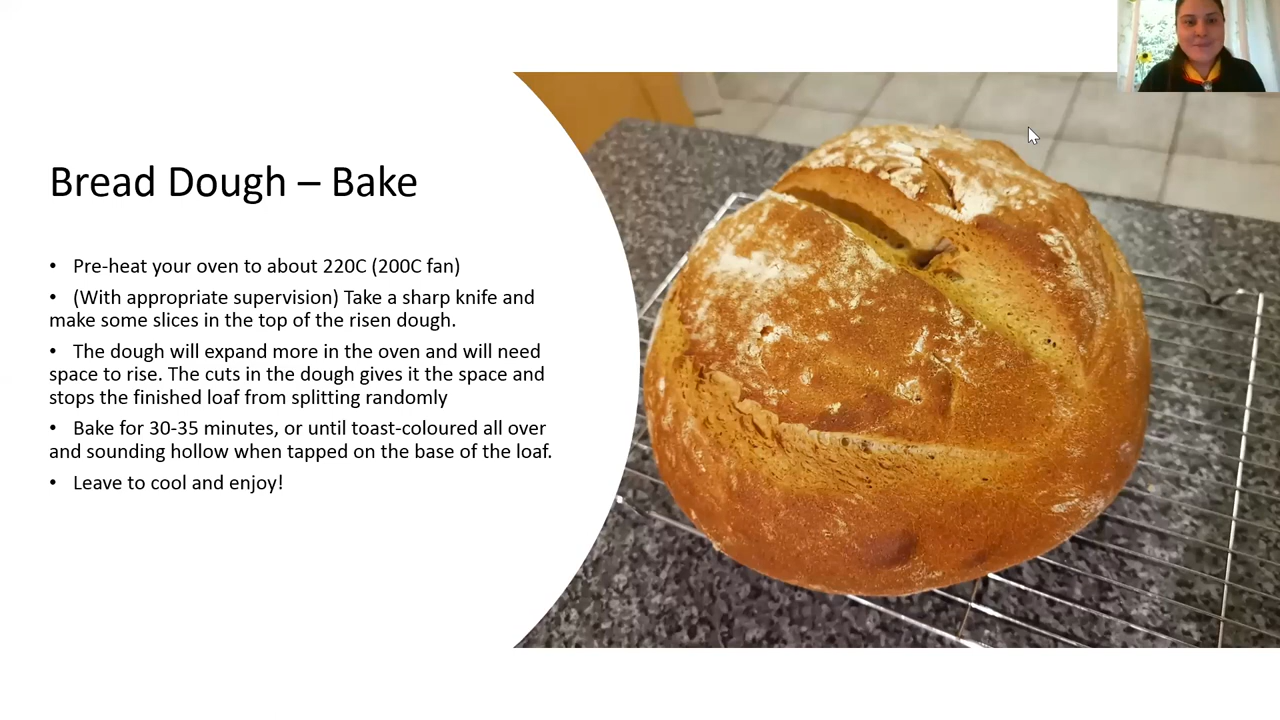 Bread Dough – Bake
• Pre-heat your oven to about 220C (200C fan)
• (With appropriate supervision) Take a sharp knife and
make some slices in the top of the risen dough.
• The dough will expand more in the oven and will need
space to rise. The cuts in the dough gives it the space and
stops the finished loaf from splitting randomly
• Bake for 30-35 minutes, or until toast-coloured all over
and sounding hollow when tapped on the base of the loaf.
• Leave to cool and enjoy!